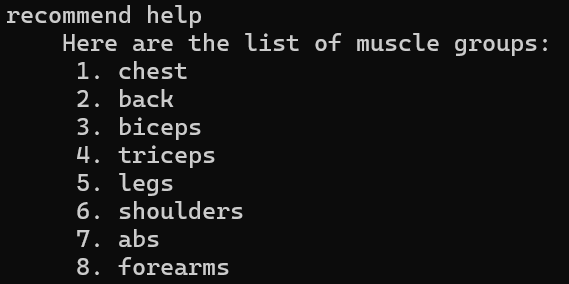 recommend help
Here are the list of muscle groups:
1. chest
2. back
3. biceps
4. triceps
5. legs
6. shoulders
7. abs
8. forearms